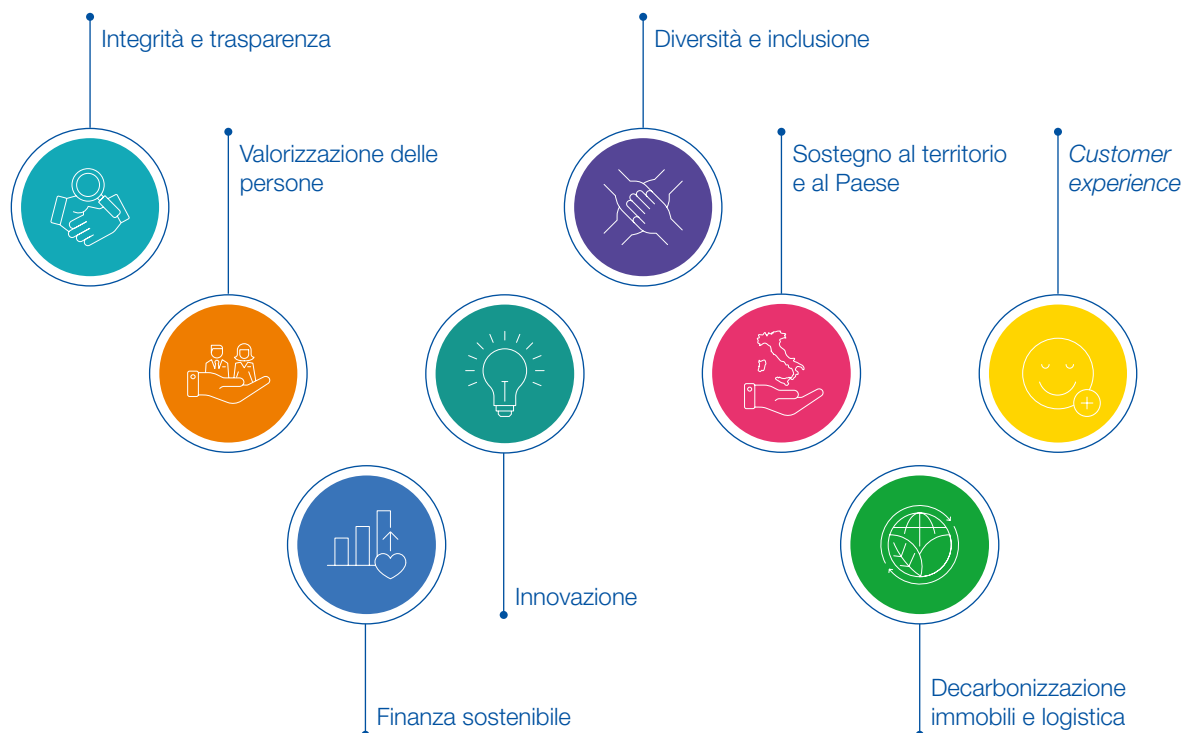 Integrità e trasparenza
Diversità e inclusione
Valorizzazione delle
persone
Sostegno al territorio
e al Paese
Customer
experience
Innovazione
Finanza sostenibile
Decarbonizzazione
immobili e logistica